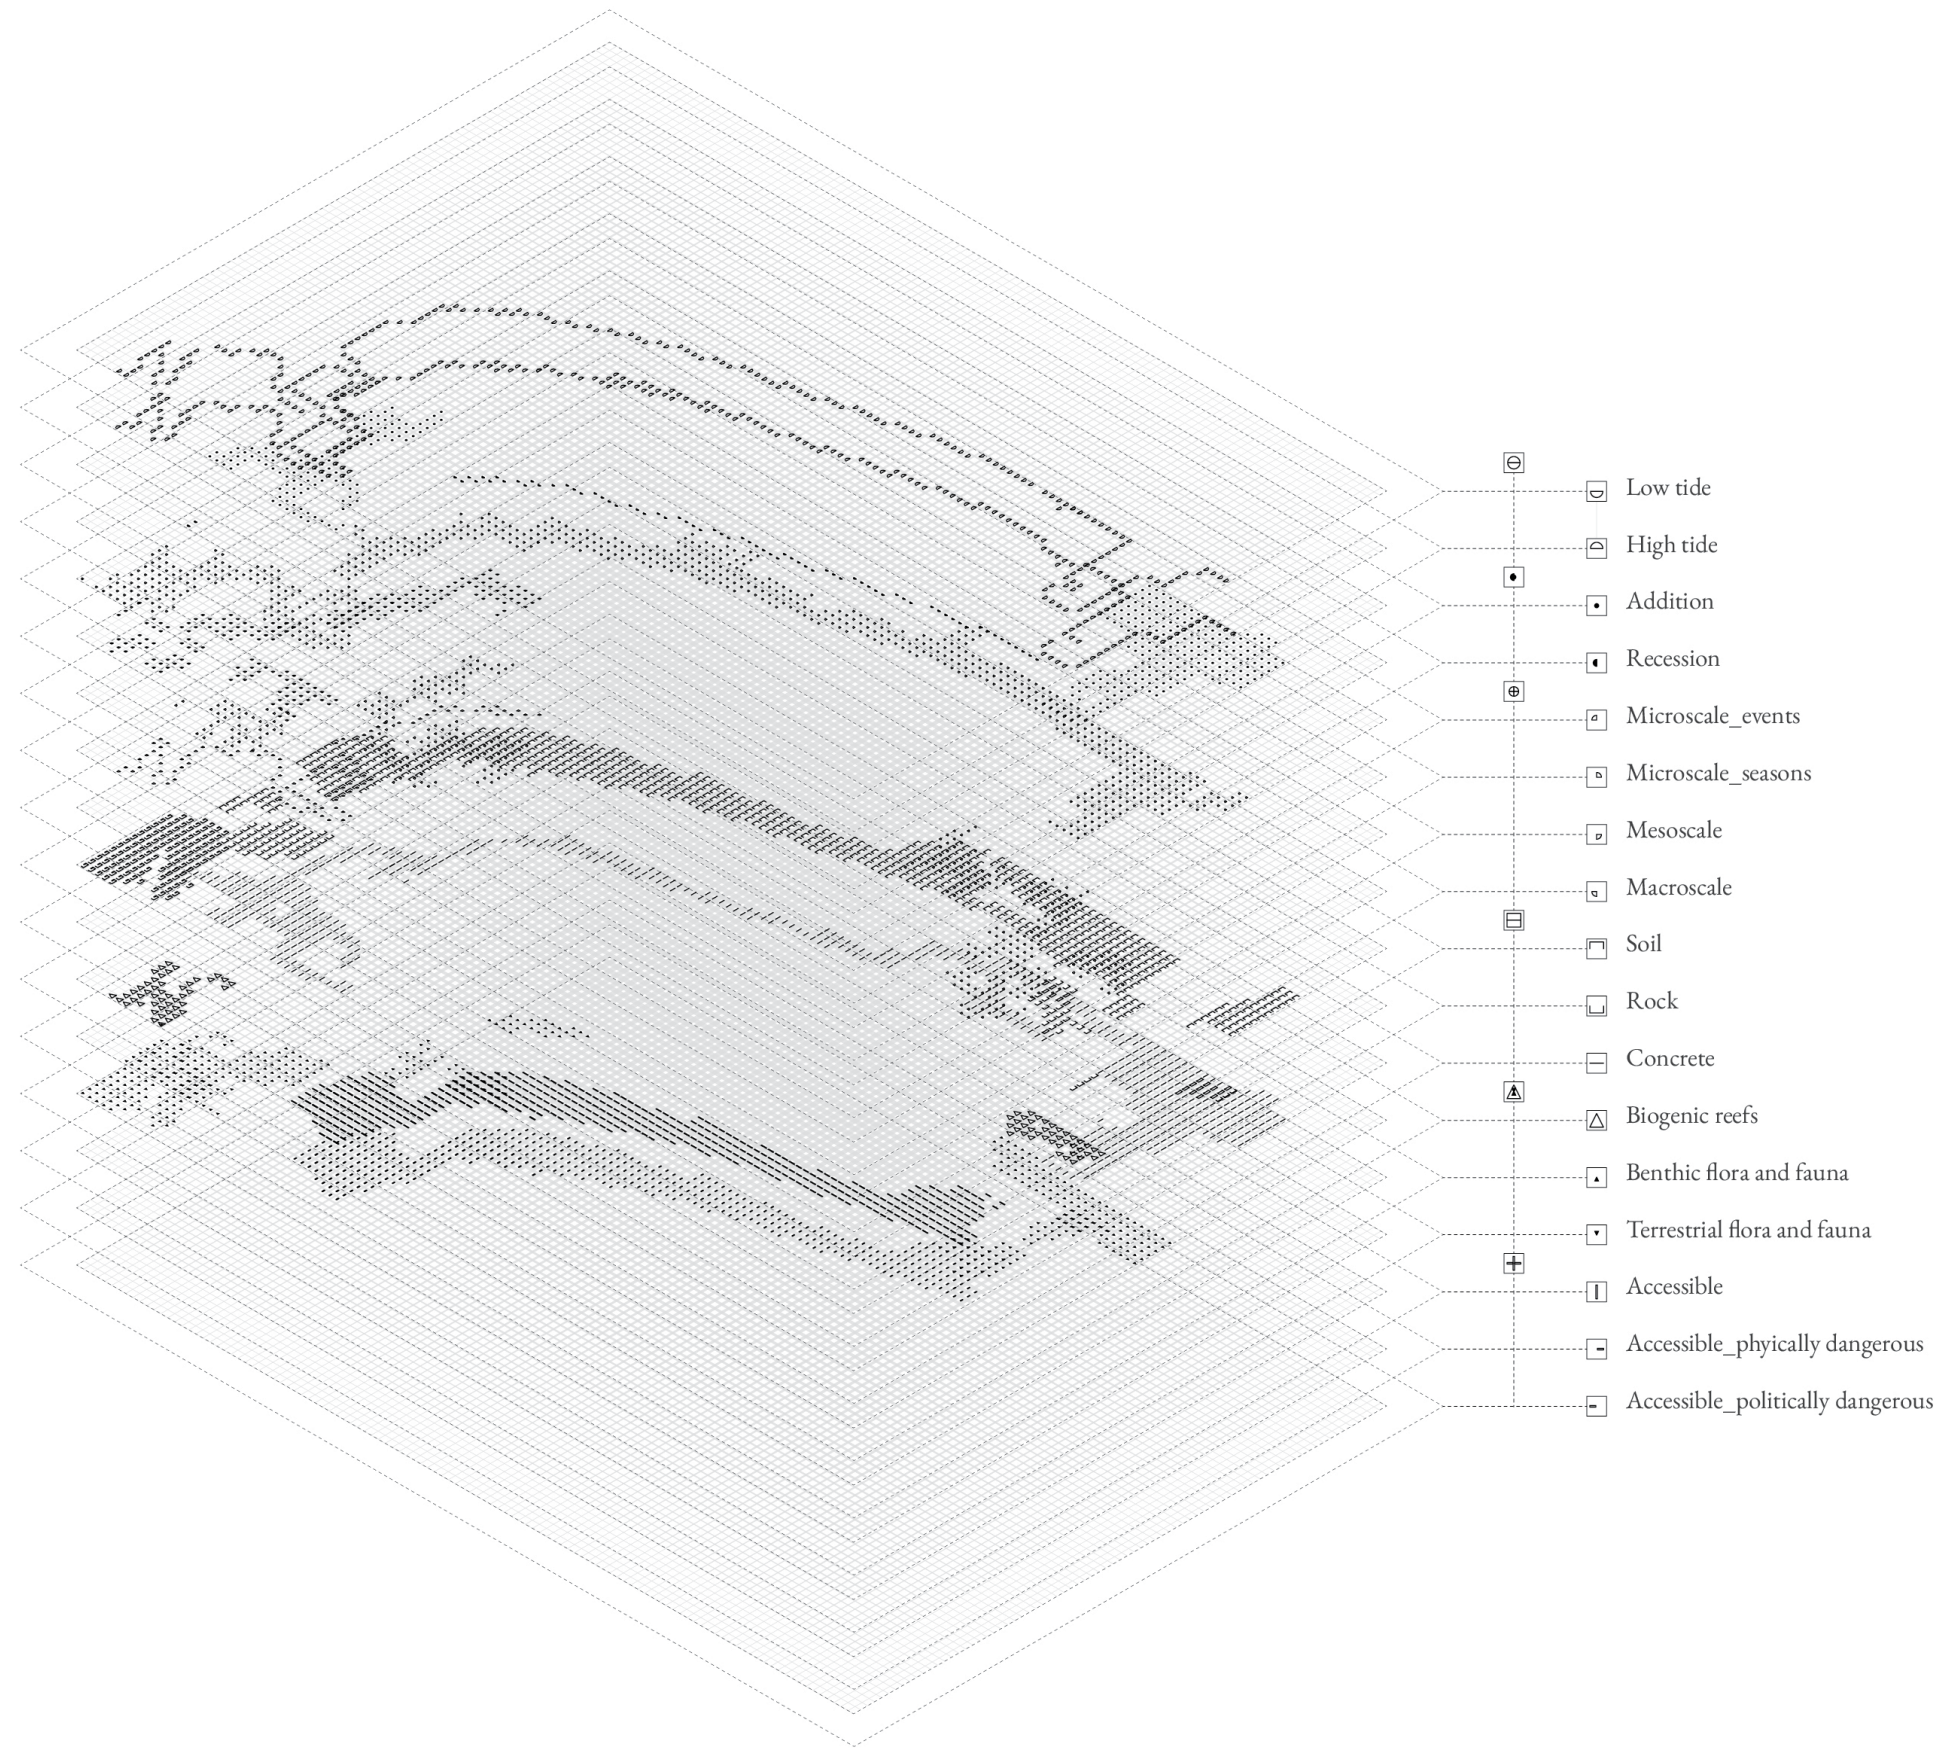 Low tide
High tide
Addition
Recession
Microscale_events
Microscale_seasons
Mesoscale
Macroscale
Soil
Rock
Concrete
Biogenic reefs
Benthic flora and fauna
Terrestrial flora and fauna
Accessible
Accessible_phyically dangerous
Accessible_politically dangerous